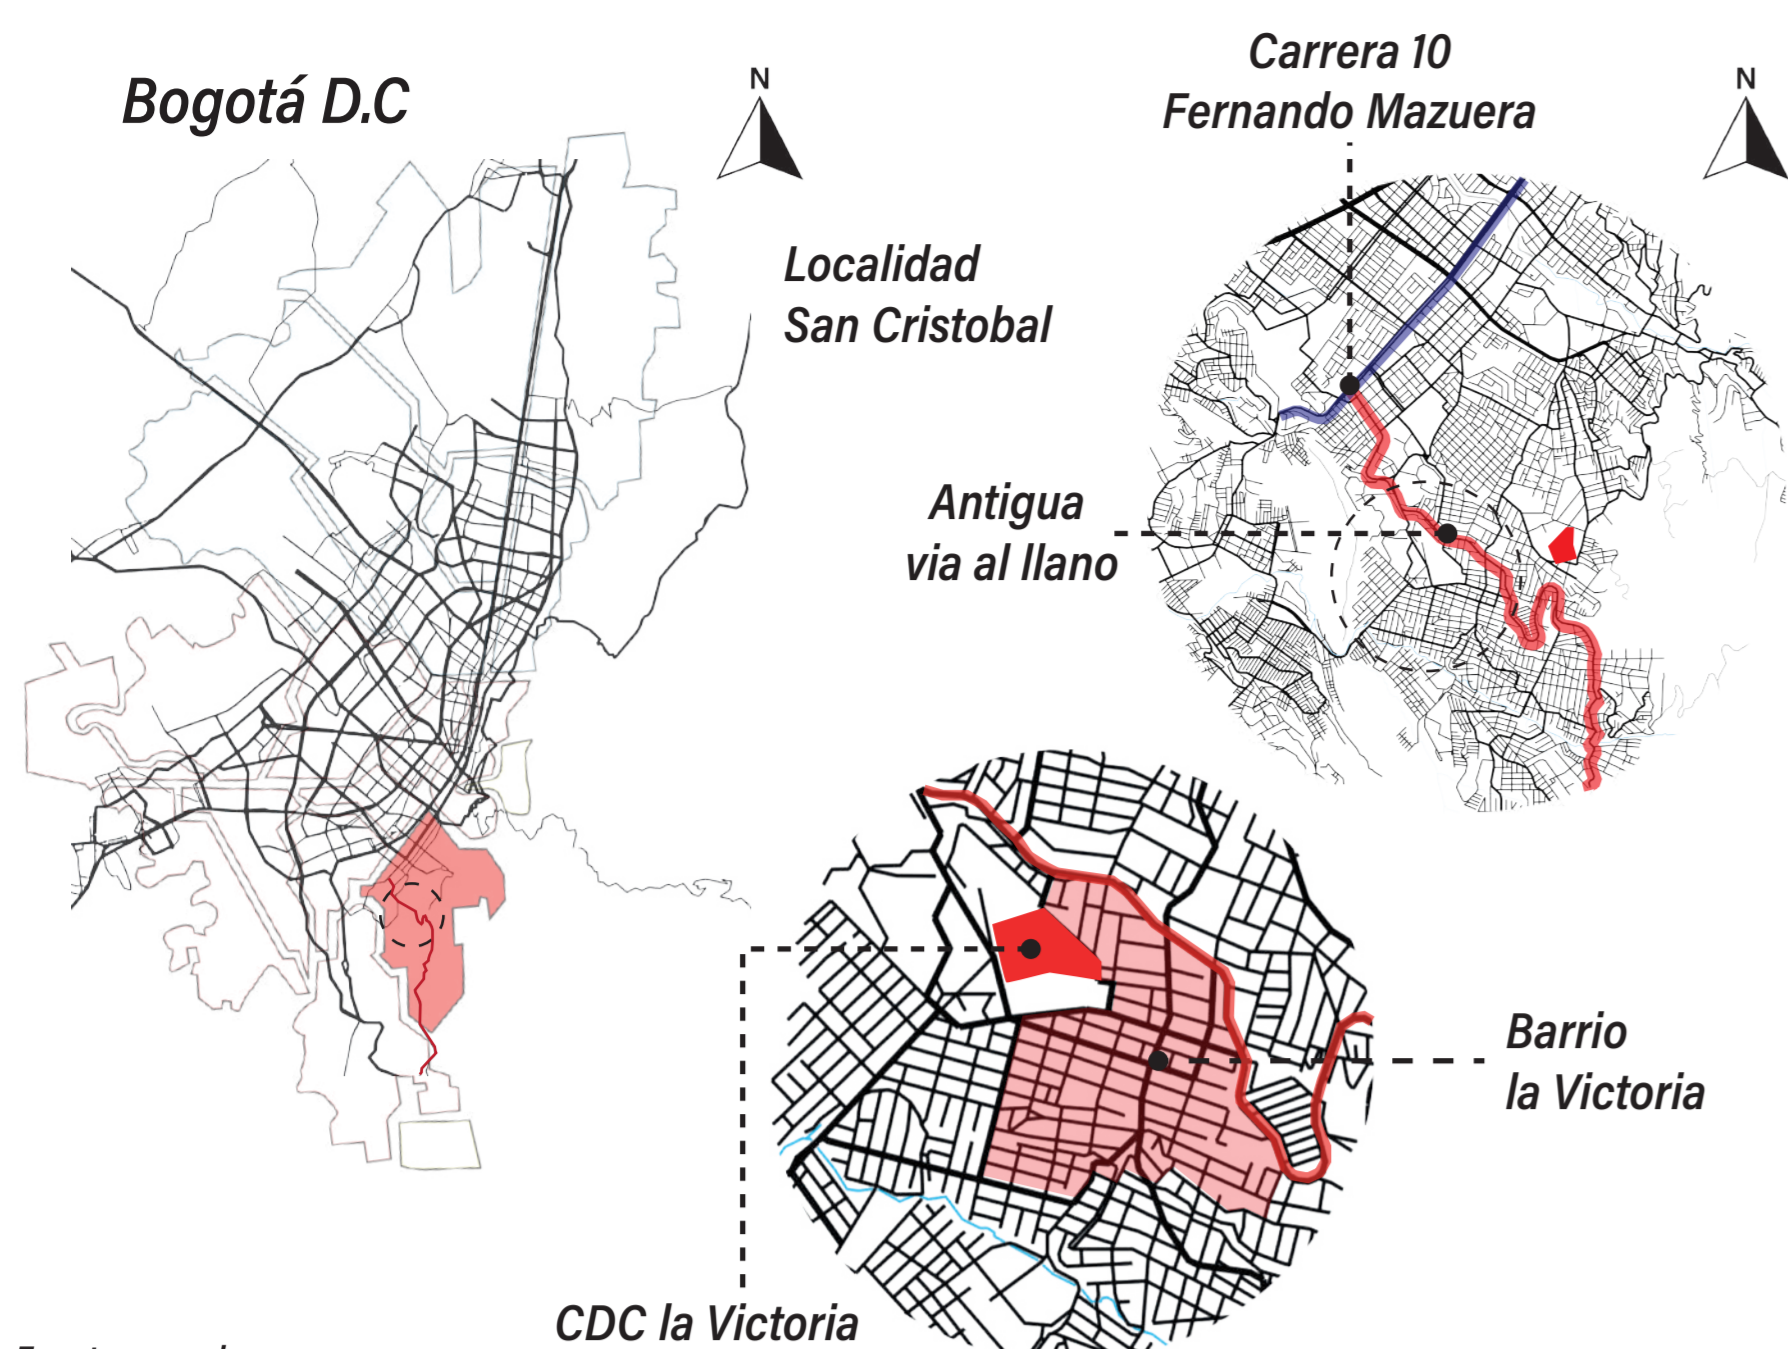 Bogotá D.C
N
Localidad
San Cristobal
Carrera 10
Fernando Mazuera
N
Antigua
via al llano
Barrio
la Victoria
CDC la Victoria